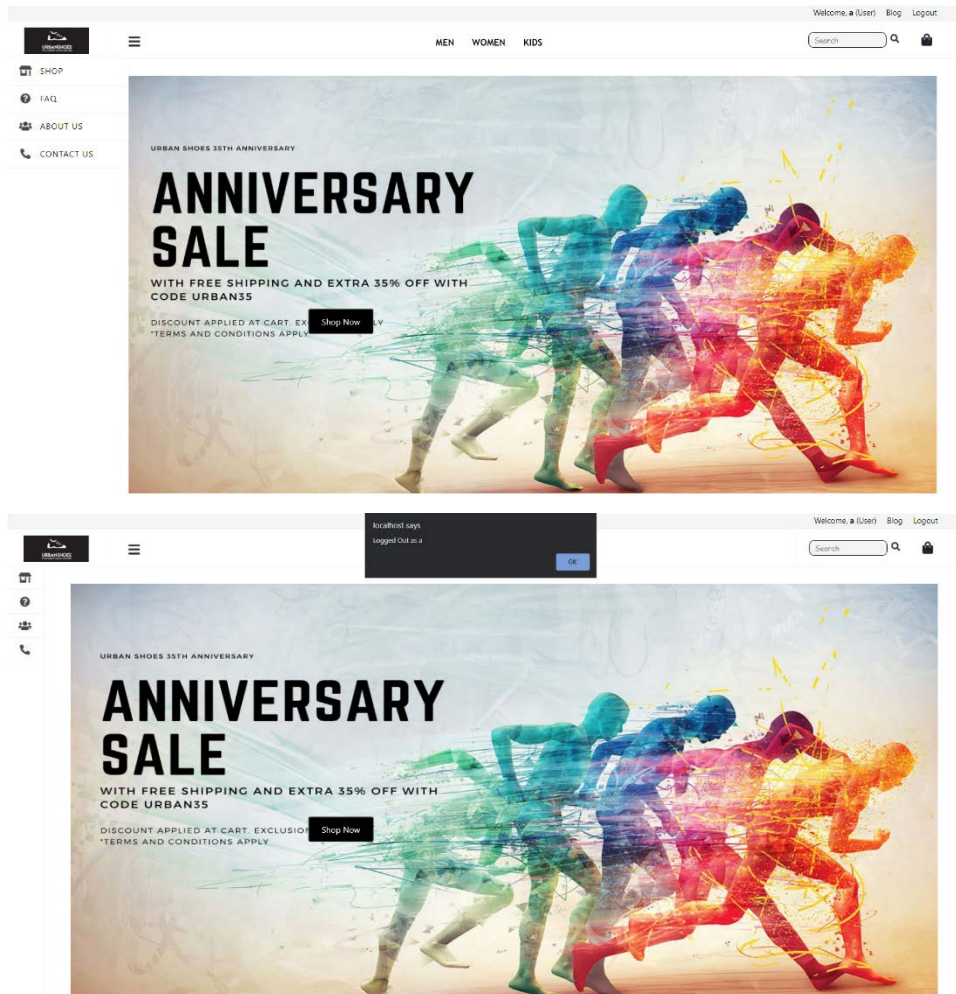 Welcome, a (User) Blog Logout
URBANSHOES
MEN WOMEN KIDS
Search
SHOP
FAQ
ABOUT US
CONTACT US
URBAN SHOES 35TH ANNIVERSARY
ANNIVERSARY
SALE
WITH FREE SHIPPING AND EXTRA 35% OFF WITH
CODE URBAN35
DISCOUNT APPLIED AT CART.
Shop Now
*TERMS AND CONDITIONS APPLY
localhost says
Logged Out as a
OK
Welcome, a (User) Blog Logout
URBANSHOES
Search
URBAN SHOES 35TH ANNIVERSARY
ANNIVERSARY
SALE
WITH FREE SHIPPING AND EXTRA 35% OFF WITH
CODE URBAN35
DISCOUNT APPLIED AT CART.
Shop Now
*TERMS AND CONDITIONS APPLY